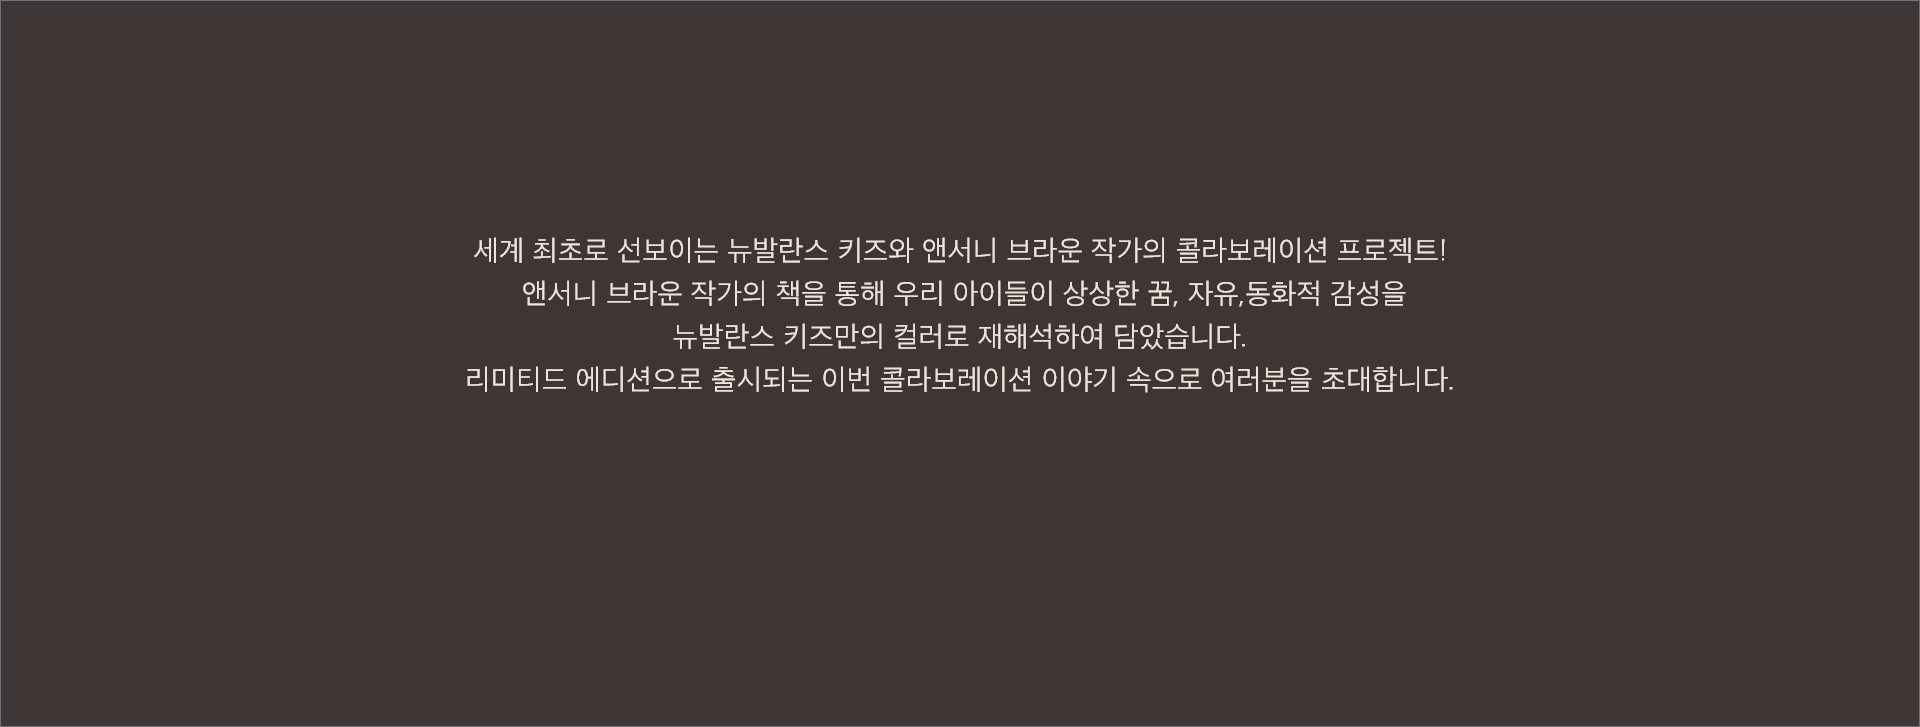 세계 최초로 선보이는 뉴발란스 키즈와 앤서니 브라운 작가의 콜라보레이션 프로젝트!
앤서니 브라운 작가의 책을 통해 우리 아이들이 상상한 꿈, 자유,동화적 감성을
뉴발란스 키즈만의 컬러로 재해석하여 담았습니다.
리미티드 에디션으로 출시되는 이번 콜라보레이션 이야기 속으로 여러분을 초대합니다.